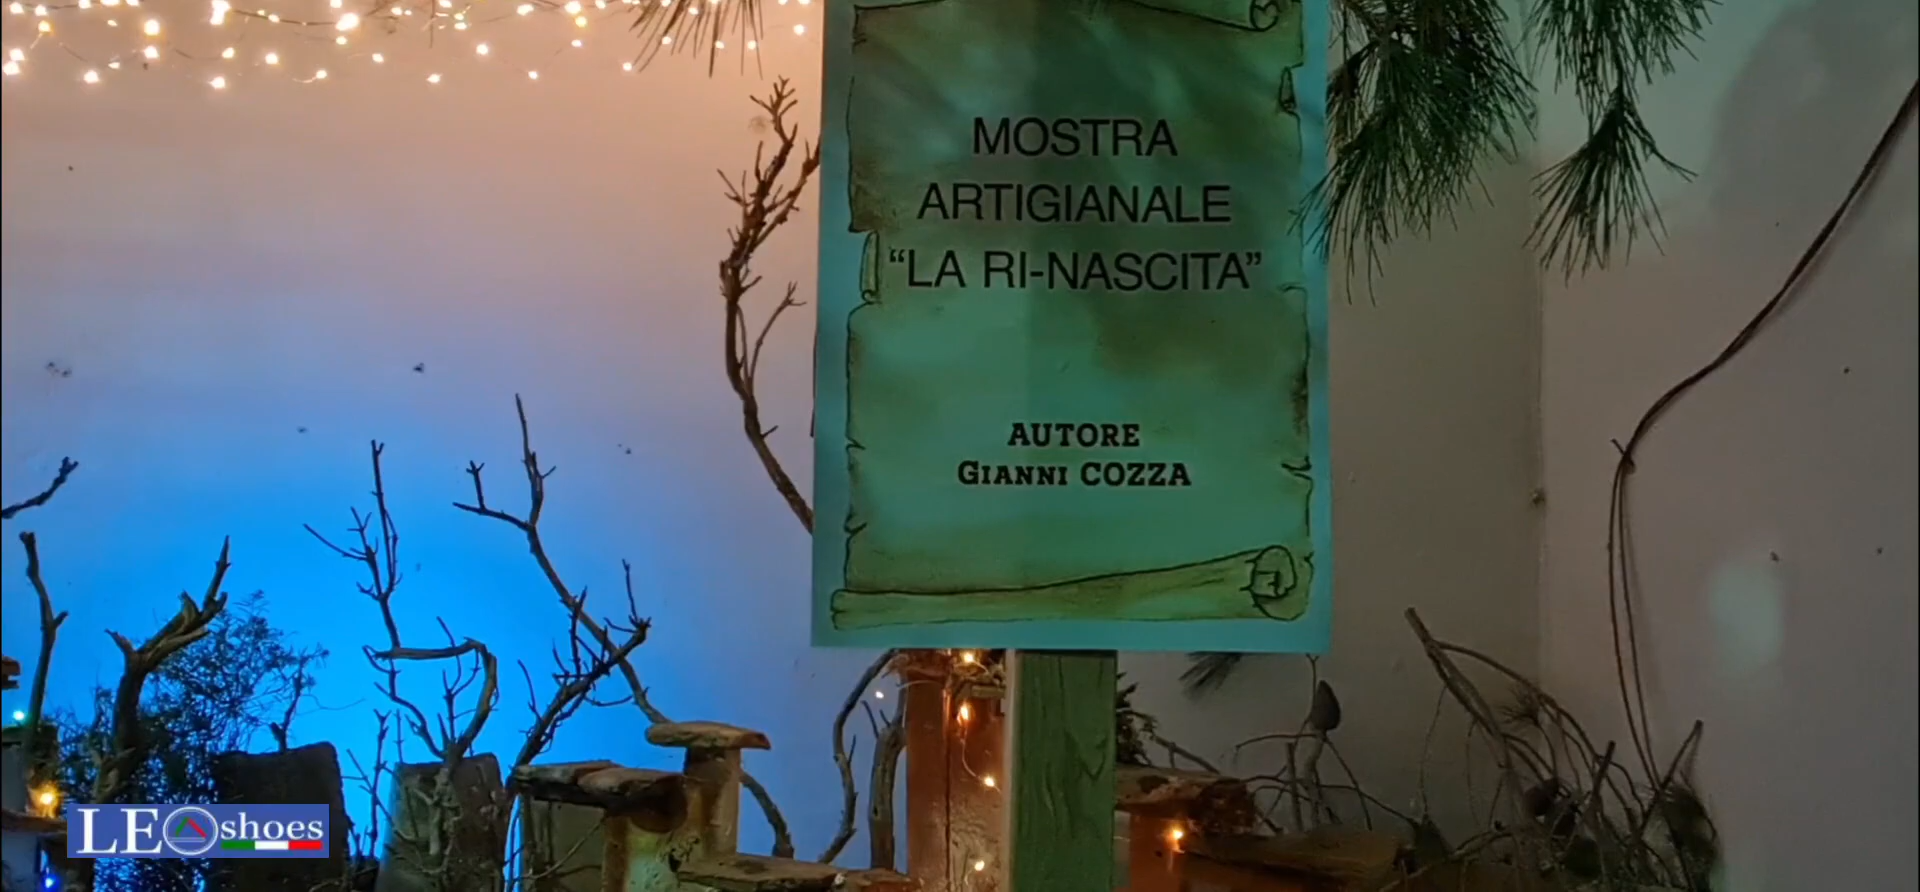 MOSTRA
ARTIGIANALE
“LA RI-NASCITA”
AUTORE
GIANNI COZZA
LEO shoes